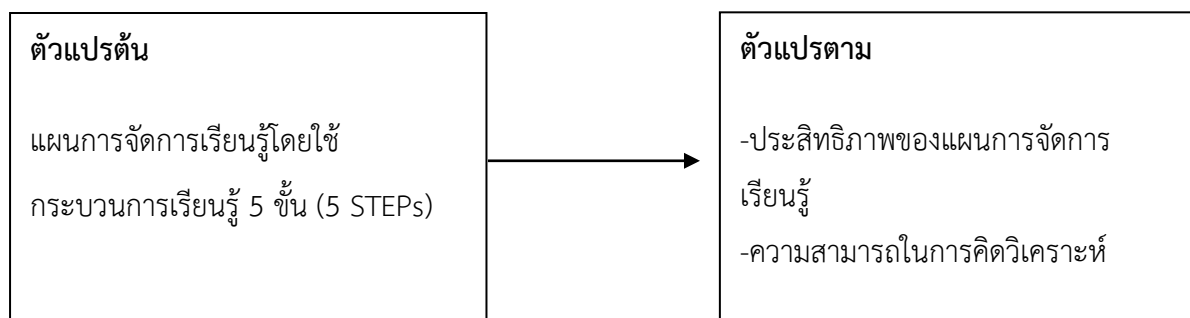 ตัวแปรต้น
แผนการจัดการเรียนรู้โดยใช้
กระบวนการเรียนรู้ 5 ขั้น (5 STEPs)
ตัวแปรตาม
-ประสิทธิภาพของแผนการจัดการ
เรียนรู้
-ความสามารถในการคิดวิเคราะห์